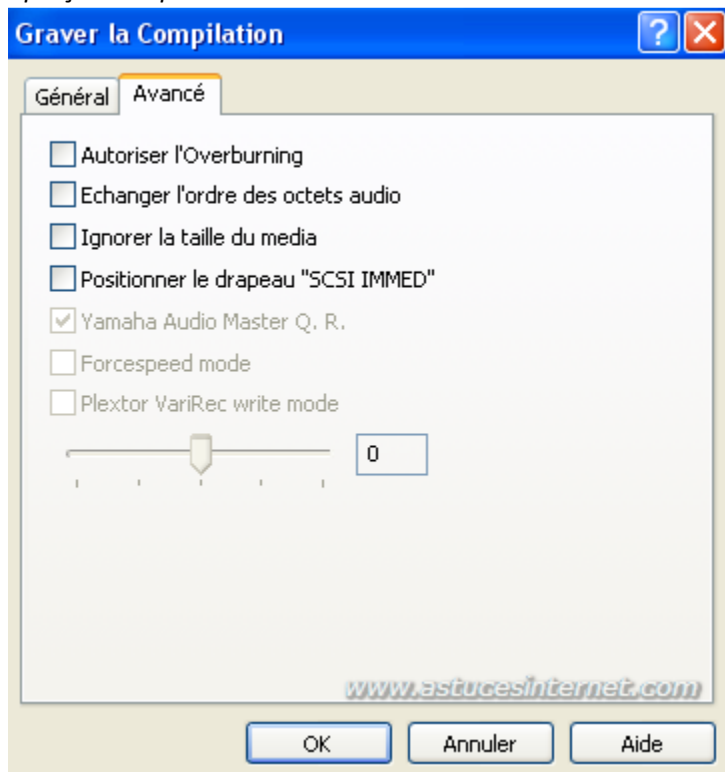 Graver la Compilation
Général
Avancé
Autoriser l'Overburning
Echanger l'ordre des octets audio
Ignorer la taille du media
Positionner le drapeau "SCSI IMMED"
Yamaha Audio Master Q. R.
Forcespeed mode
Plextor VariRec write mode
0
www.astucesinternet.com
OK
Annuler
Aide